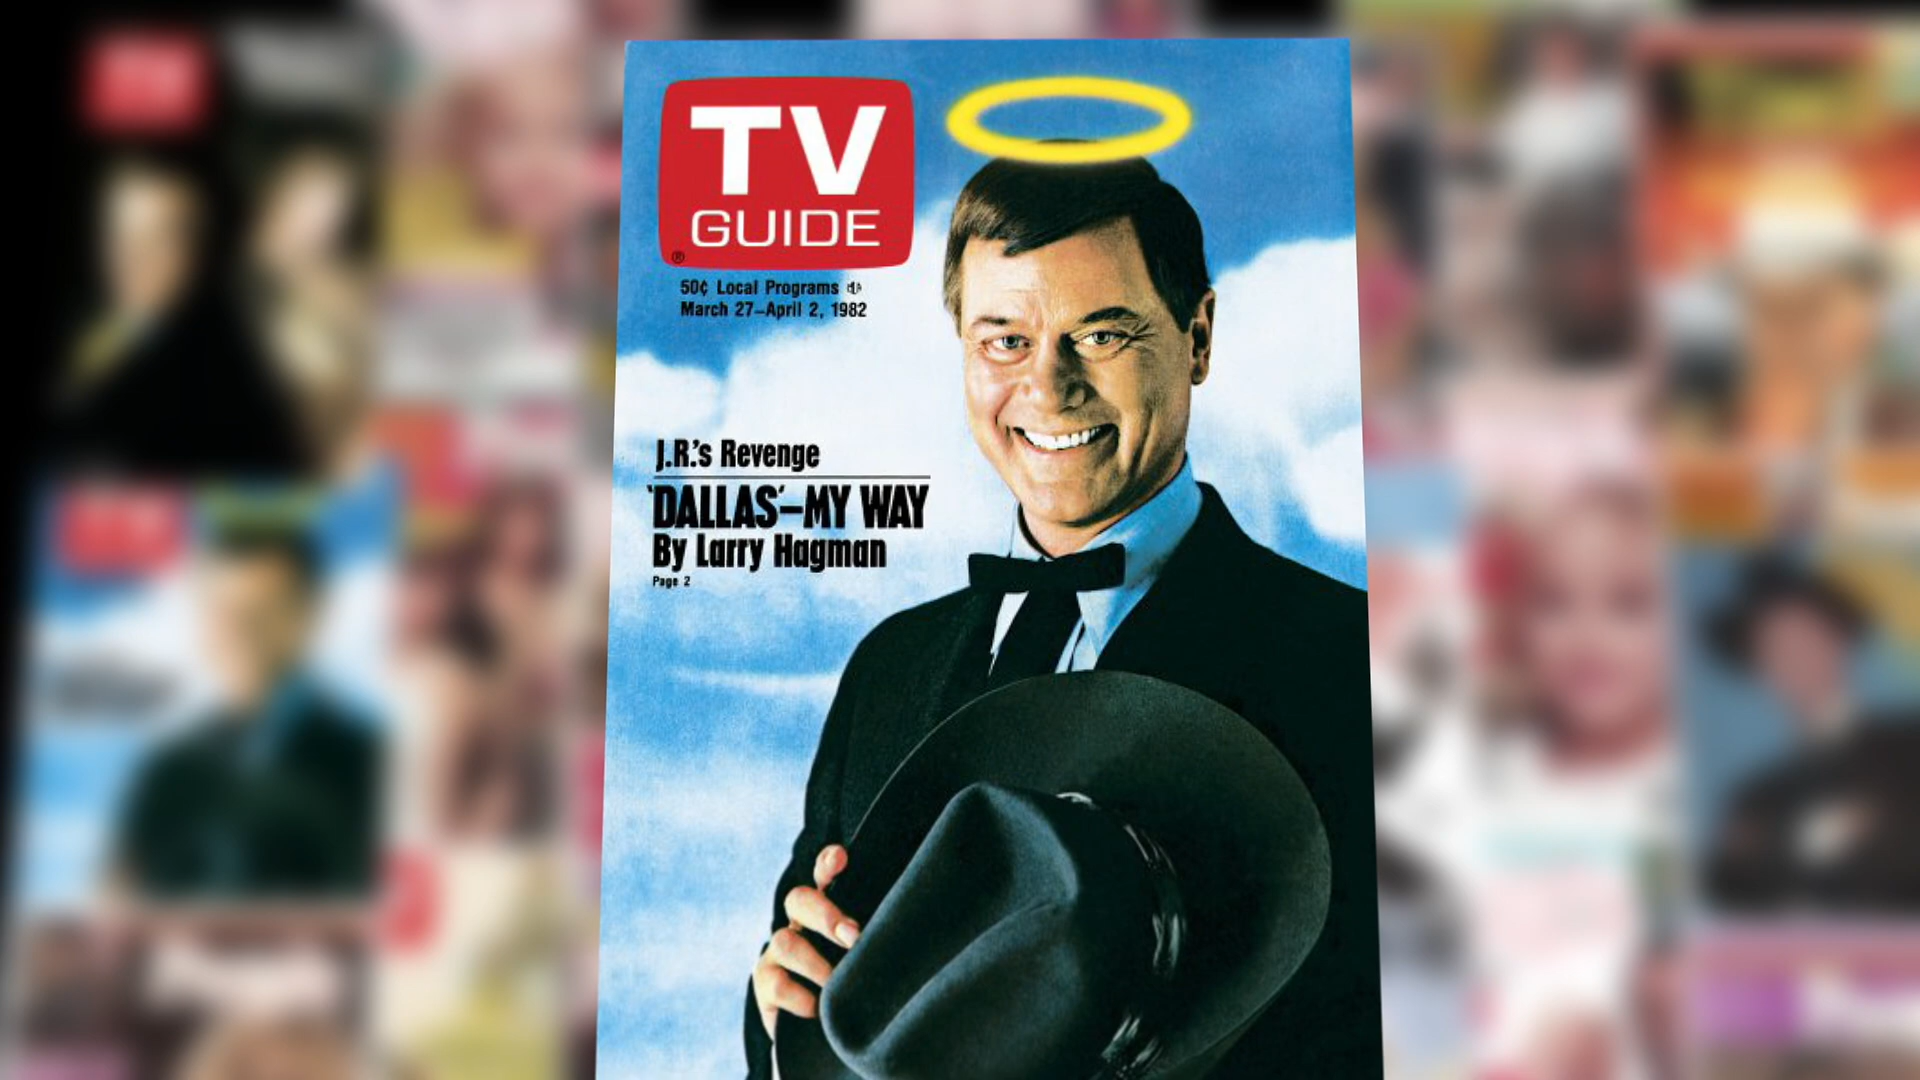 TV
GUIDE
®
50¢ Local Programs
March 27–April 2, 1982
J.R.'s Revenge
'DALLAS'–MY WAY
By Larry Hagman
Page 2